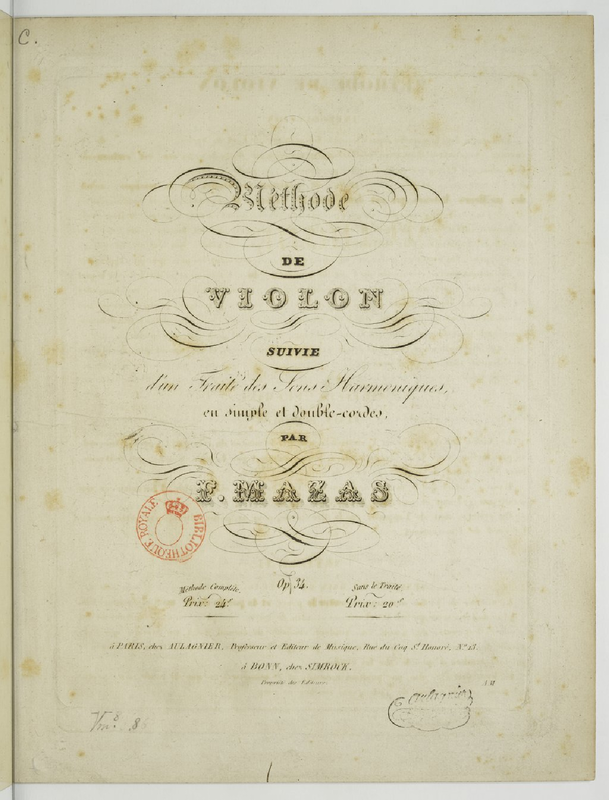 C.
Méthode
DE
VIOLON
SUIVIE
d'un Traité des Sons Harmoniques,
en simple et double-cordes,
PAR
F. MAZAS
BIBLIOTHÈQUE ROYALE
Op. 34.
Méthode Complète.
Prix: 24f
Sans le Traité
Prix: 20f
à PARIS, chez AULAGNIER, Professeur et Editeur de Musique, Rue du Coq St. Honoré, No. 13.
à BONN, chez SIMROCK.
Propriété des Editeurs.
Vm8